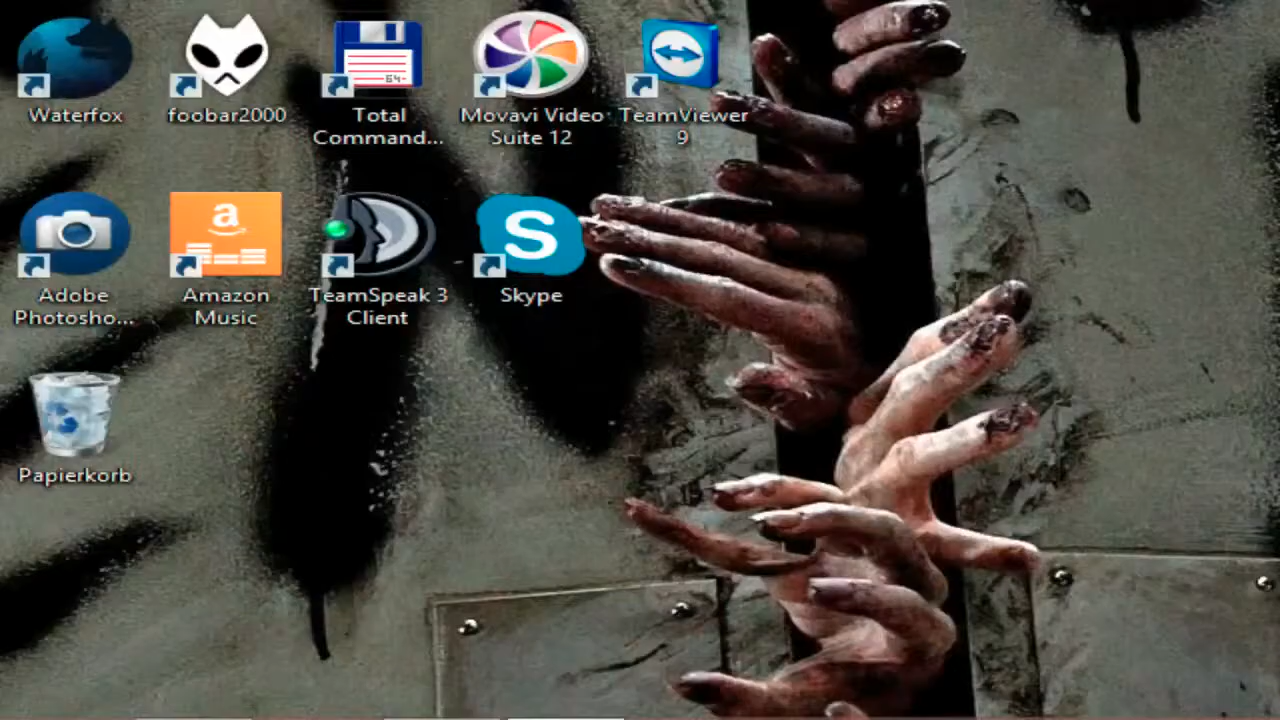 Waterfox
foobar2000
Total
Command...
64
Movavi Video
Suite 12
TeamViewer
9
Adobe
Photosho...
a
Amazon
Music
TeamSpeak 3
Client
S
Skype
Papierkorb